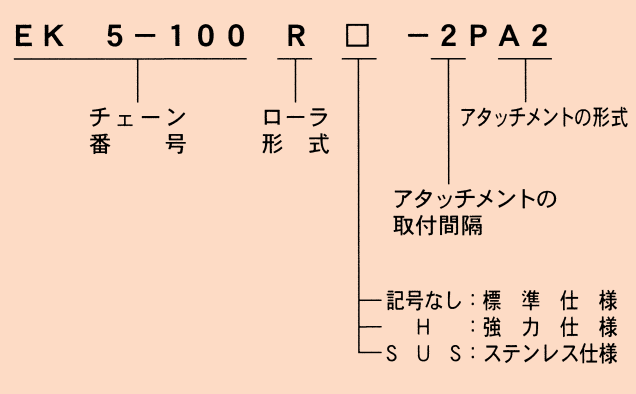 EK 5-100 R □ -2PA2
チェーン番号
ローラ形式
アタッチメントの形式
アタッチメントの
取付間隔
記号なし:標準仕様
H:強力仕様
SUS:ステンレス仕様